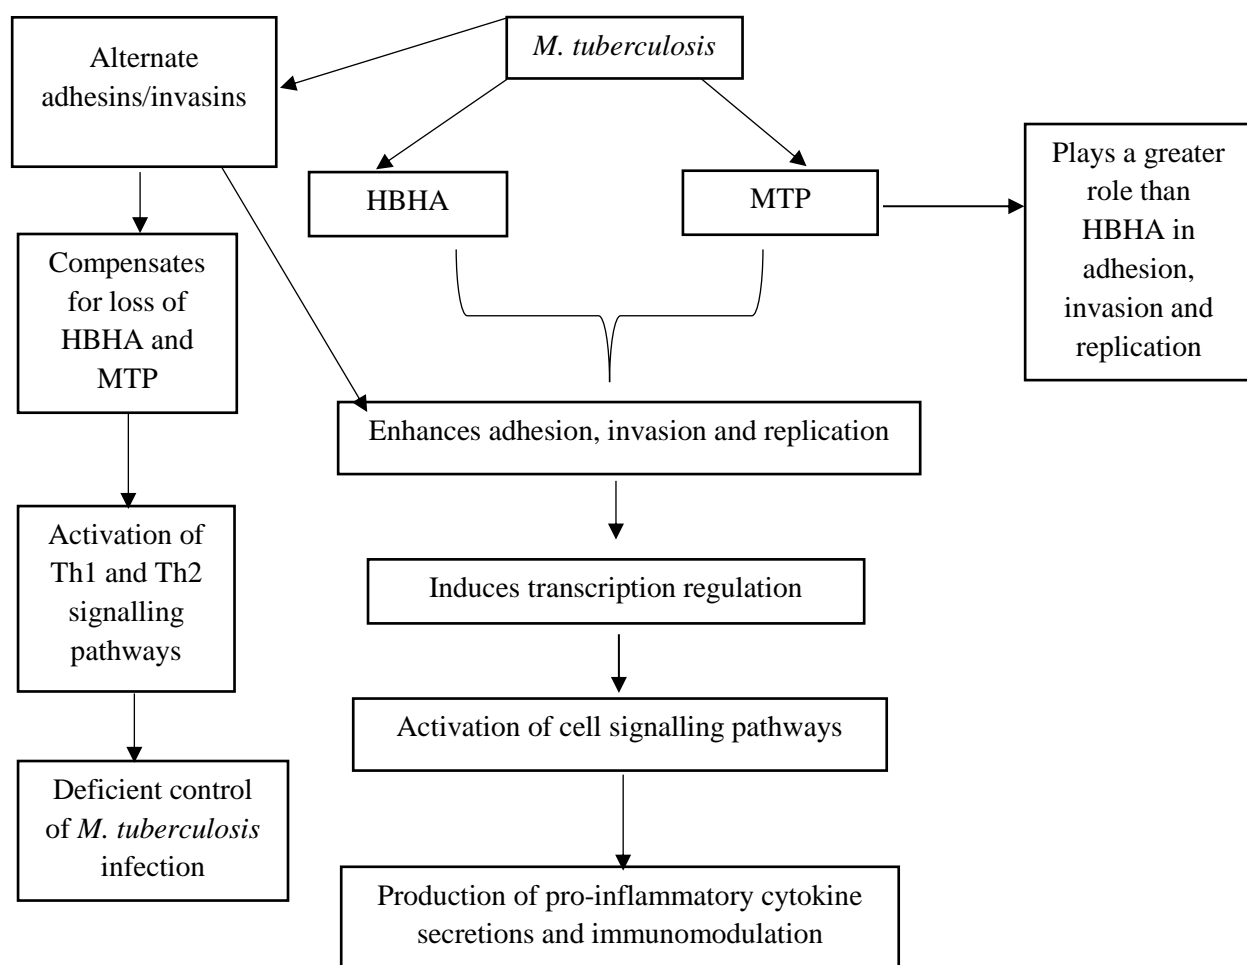 M. tuberculosis
Alternate
adhesins/invasins
HBHA
MTP
Plays a greater
role than
HBHA in
adhesion,
invasion and
replication
Compensates
for loss of
HBHA and
MTP
Enhances adhesion, invasion and replication
Activation of
Th1 and Th2
signalling
pathways
Induces transcription regulation
Activation of cell signalling pathways
Deficient control
of M. tuberculosis
infection
Production of pro-inflammatory cytokine
secretions and immunomodulation